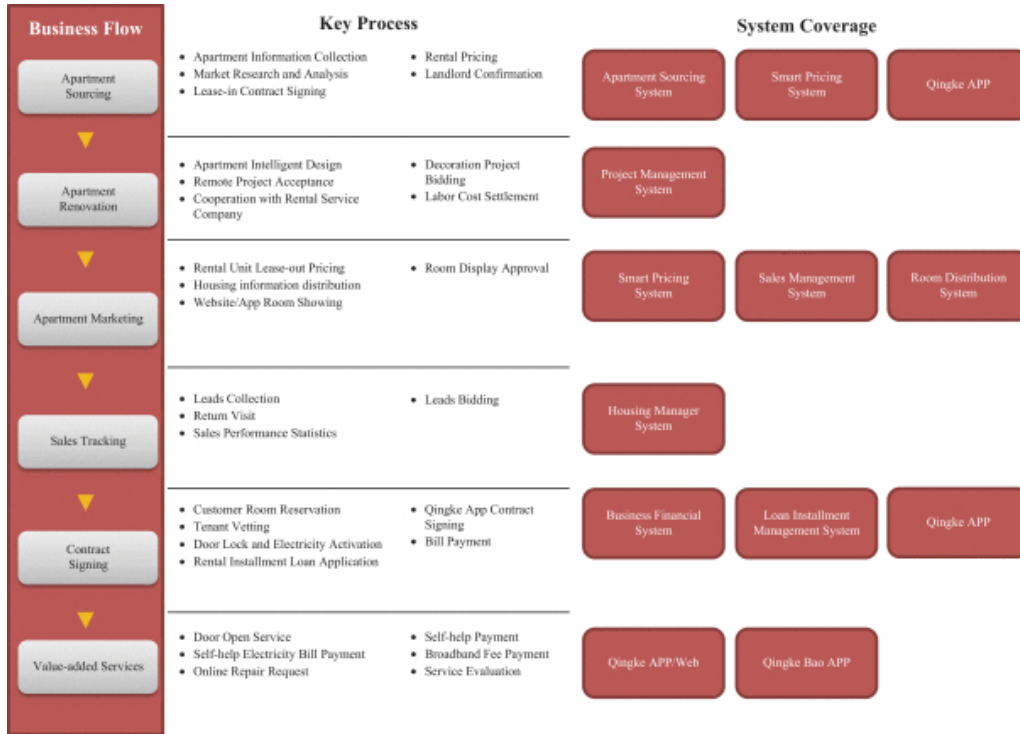 Business Flow
Key Process
System Coverage
Apartment
Sourcing
• Apartment Information Collection
• Market Research and Analysis
• Lease-in Contract Signing
• Rental Pricing
• Landlord Confirmation
Apartment Sourcing
System
Smart Pricing
System
Qingke APP
Apartment
Renovation
• Apartment Intelligent Design
• Remote Project Acceptance
• Cooperation with Rental Service
Company
• Decoration Project
Bidding
• Labor Cost Settlement
Project Management
System
Apartment Marketing
• Rental Unit Lease-out Pricing
• Housing information distribution
• Website/App Room Showing
• Room Display Approval
Smart Pricing
System
Sales Management
System
Room Distribution
System
Sales Tracking
• Leads Collection
• Return Visit
• Sales Performance Statistics
• Leads Bidding
Housing Manager
System
Contract
Signing
• Customer Room Reservation
• Tenant Vetting
• Door Lock and Electricity Activation
• Rental Installment Loan Application
• Qingke App Contract
Signing
• Bill Payment
Business Financial
System
Loan Installment
Management System
Qingke APP
Value-added Services
• Door Open Service
• Self-help Electricity Bill Payment
• Online Repair Request
• Self-help Payment
• Broadband Fee Payment
• Service Evaluation
Qingke APP/Web
Qingke Bao APP